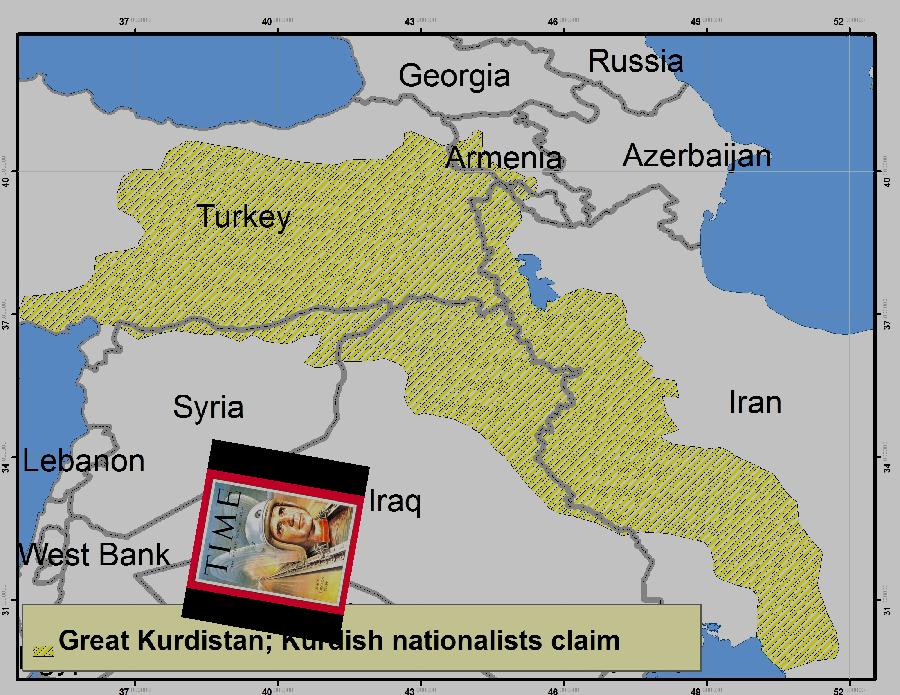 37 40 43 46 49 52
Georgia
Russia
Armenia
Azerbaijan
40 40
Turkey
37 37
Syria
Iran
34 34
Lebanon
Iraq
TIME
West Bank
31 31
Great Kurdistan; Kurdish nationalists claim
37 40 43 46 49 52